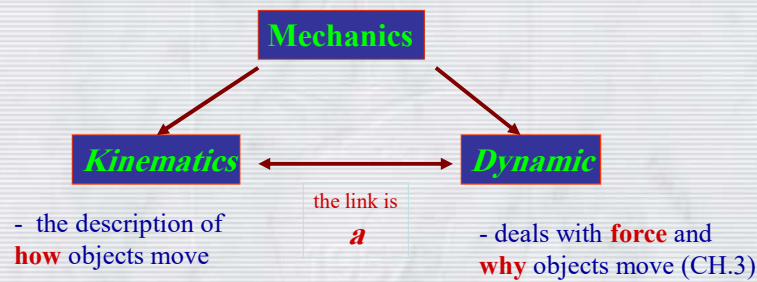 Mechanics
Kinematics
Dynamic
the link is
a
- the description of
how objects move
- deals with force and
why objects move (CH.3)